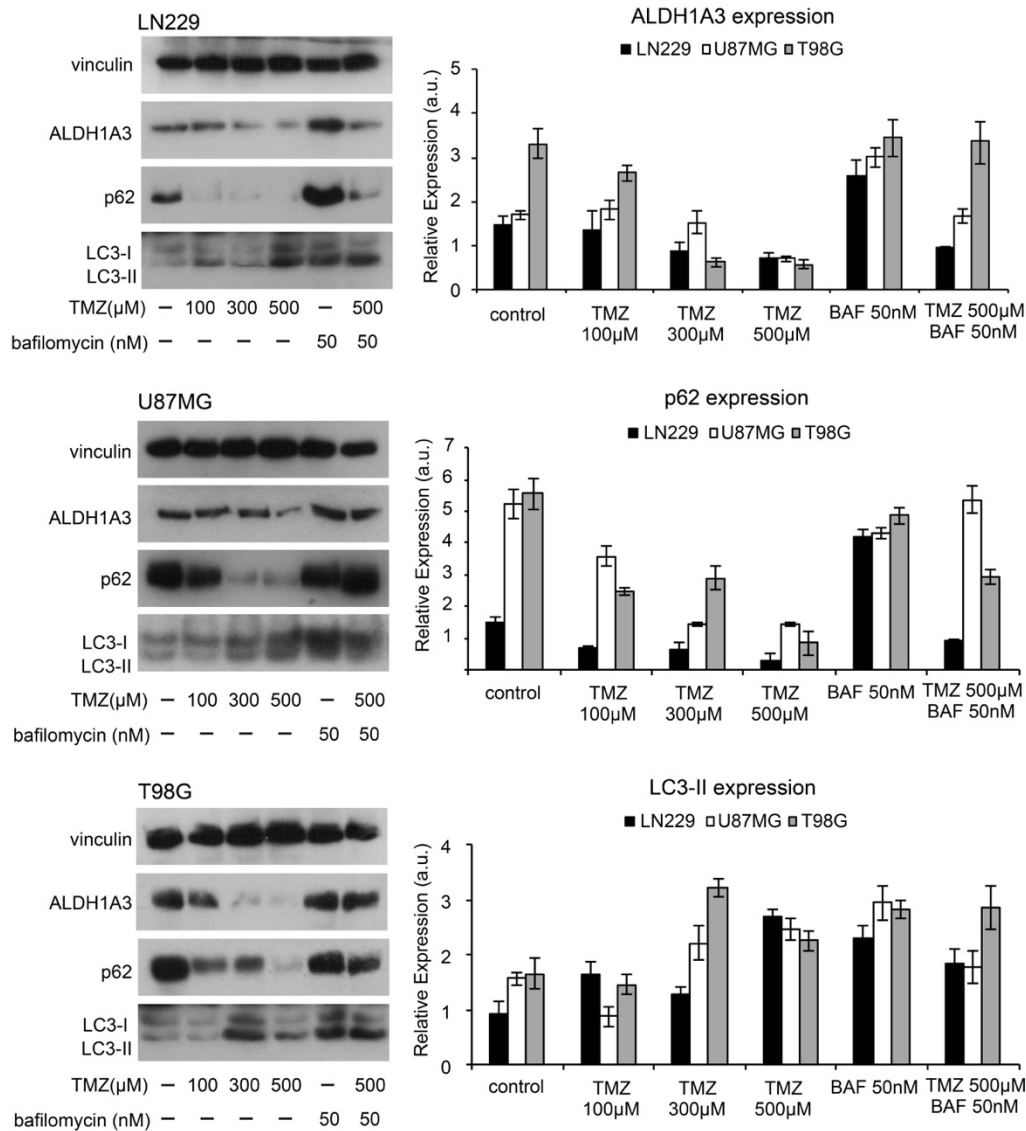 LN229
vinculin
ALDH1A3
p62
LC3-I
LC3-II
TMZ(µM) – 100 300 500 – 500
bafilomycin (nM) – – – – 50 50
ALDH1A3 expression
LN229 U87MG T98G
Relative Expression (a.u.)
5
4
3
2
1
0
control TMZ 100µM TMZ 300µM TMZ 500µM BAF 50nM TMZ 500µM BAF 50nM
U87MG
vinculin
ALDH1A3
p62
LC3-I
LC3-II
TMZ(µM) – 100 300 500 – 500
bafilomycin (nM) – – – – 50 50
p62 expression
LN229 U87MG T98G
Relative Expression (a.u.)
7
6
5
4
3
2
1
control TMZ 100µM TMZ 300µM TMZ 500µM BAF 50nM TMZ 500µM BAF 50nM
T98G
vinculin
ALDH1A3
p62
LC3-I
LC3-II
TMZ(µM) – 100 300 500 – 500
bafilomycin (nM) – – – – 50 50
LC3-II expression
LN229 U87MG T98G
Relative Expression (a.u.)
4
3
2
1
0
control TMZ 100µM TMZ 300µM TMZ 500µM BAF 50nM TMZ 500µM BAF 50nM